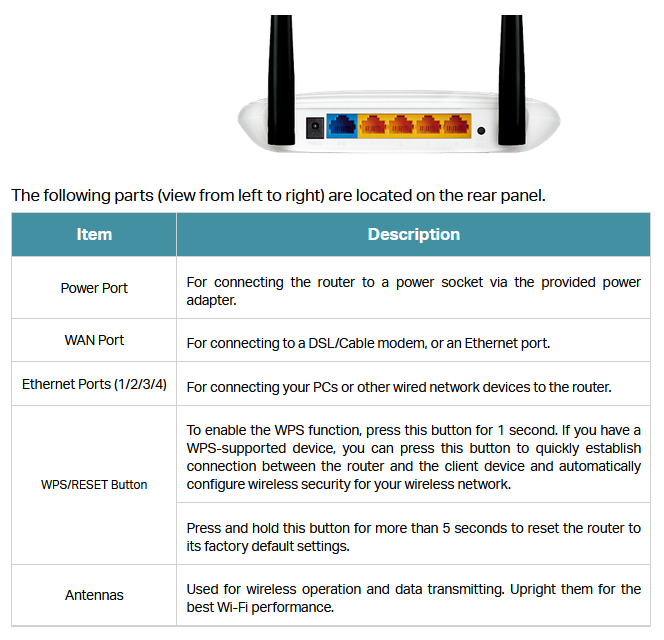 The following parts (view from left to right) are located on the rear panel.
Item
Description
Power Port
For connecting the router to a power socket via the provided power
adapter.
WAN Port
For connecting to a DSL/Cable modem, or an Ethernet port.
Ethernet Ports (1/2/3/4)
For connecting your PCs or other wired network devices to the router.
WPS/RESET Button
To enable the WPS function, press this button for 1 second. If you have a
WPS-supported device, you can press this button to quickly establish
connection between the router and the client device and automatically
configure wireless security for your wireless network.
Press and hold this button for more than 5 seconds to reset the router to
its factory default settings.
Antennas
Used for wireless operation and data transmitting. Upright them for the
best Wi-Fi performance.